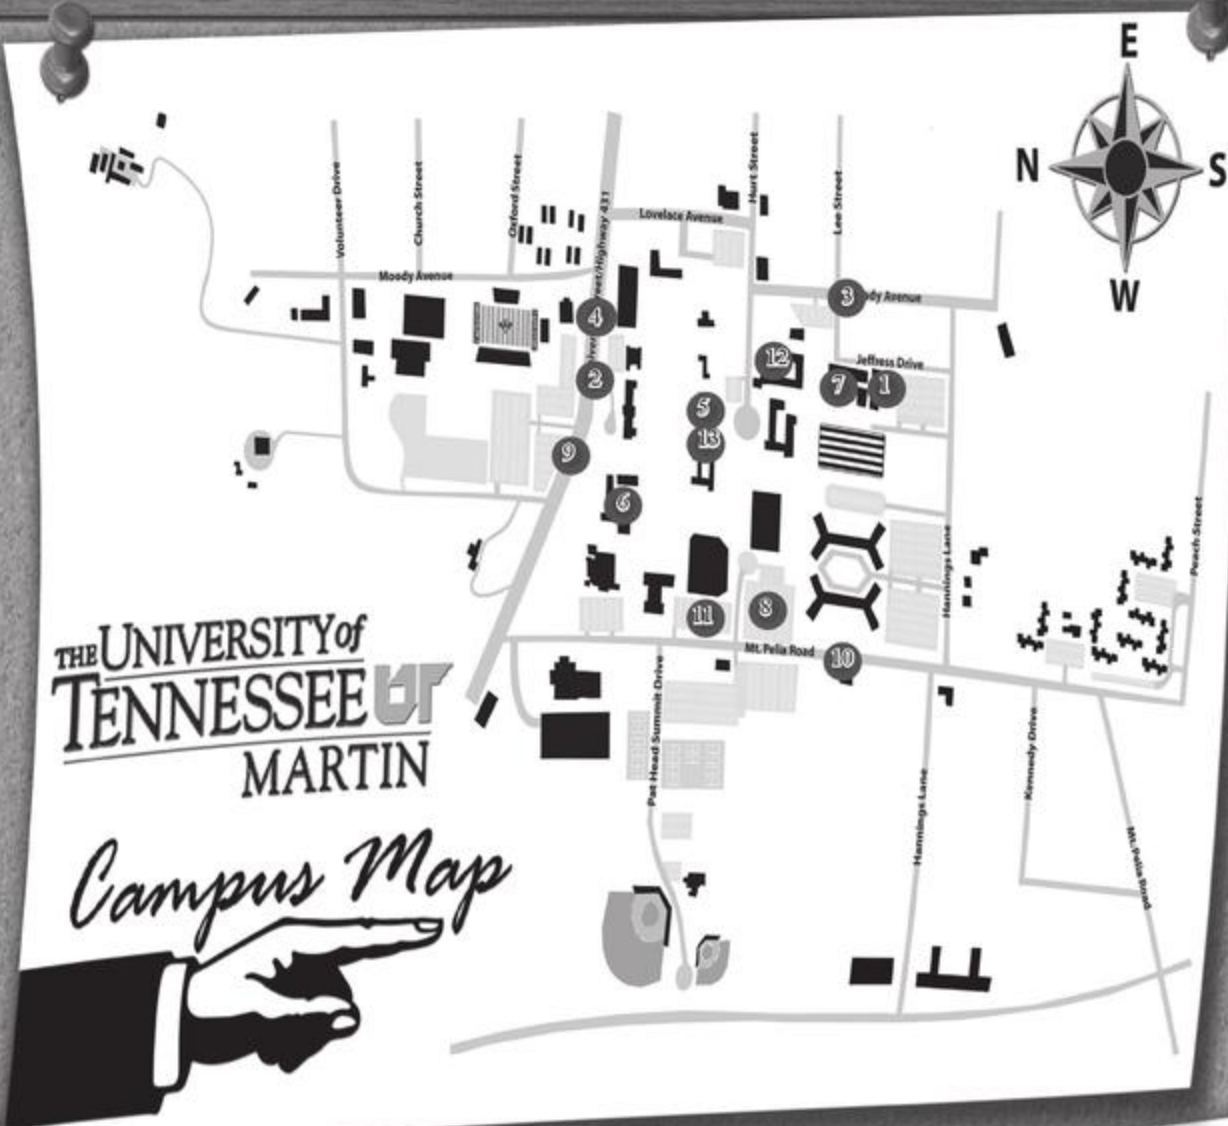 E
N
S
W
Volunteer Drive
Church Street
Oxford Street
Hurt Street
Lee Street
Lovelace Avenue
Moody Avenue
3
Avenue
4
Jeffress Drive
12
7
1
2
5
13
9
6
Peach Street
Hannings Lane
8
11
Mt. Pelia Road
10
THE UNIVERSITY of
TENNESSEE UT
MARTIN
Pat Head Summit Drive
Kennedy Drive
Hannings Lane
Mt. Pelia Road
Campus Map